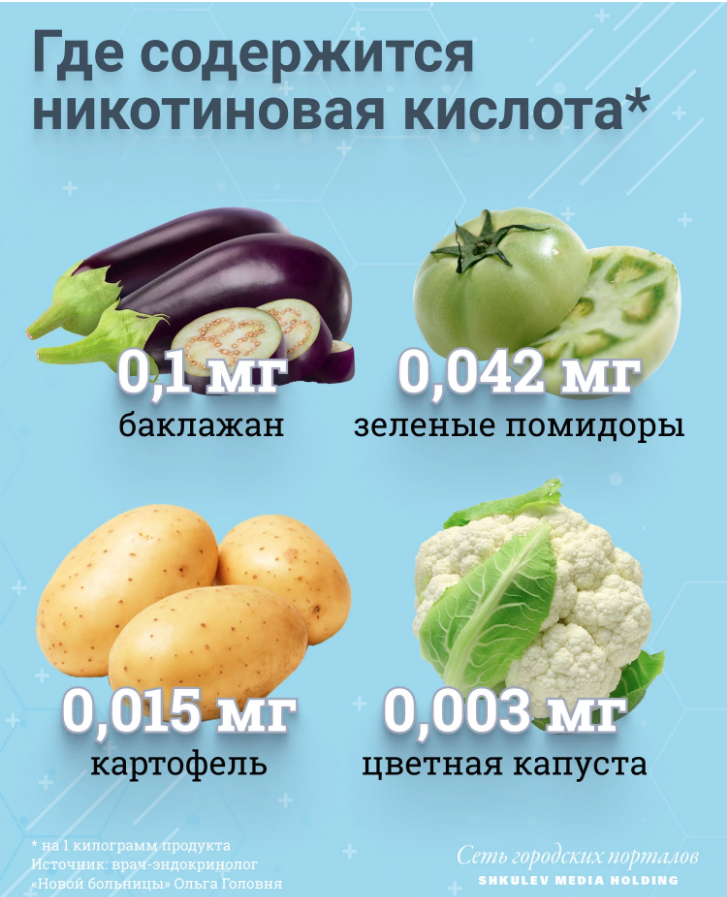 Где содержится
никотиновая кислота*
0,1 мг
баклажан
0,042 мг
зеленые помидоры
0,015 мг
картофель
0,003 мг
цветная капуста
* на 1 килограмм продукта
Источник: врач-эндокринолог
«Новой больницы» Ольга Головня
Сеть городских порталов
SHKULEV MEDIA HOLDING